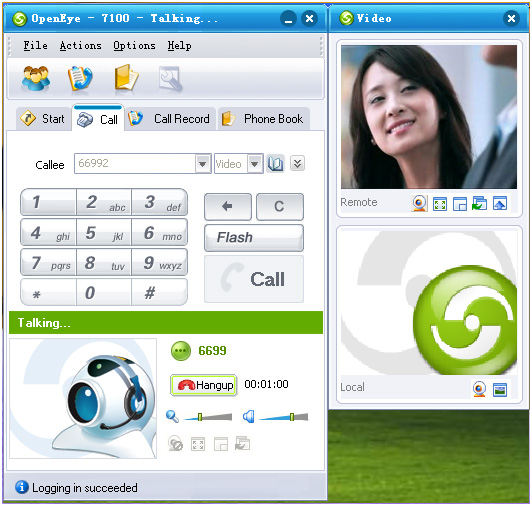 OpenEye - 7100 - Talking...
File Actions Options Help
Start Call Call Record Phone Book
Callee 66992 Video
1 2 abc 3 def
4 ghi 5 jkl 6 mno
7 pqrs 8 tuv 9 wxyz
* 0 #
C
Flash
Call
Talking...
6699
Hangup 00:01:00
Logging in succeeded
Video
Remote
Local